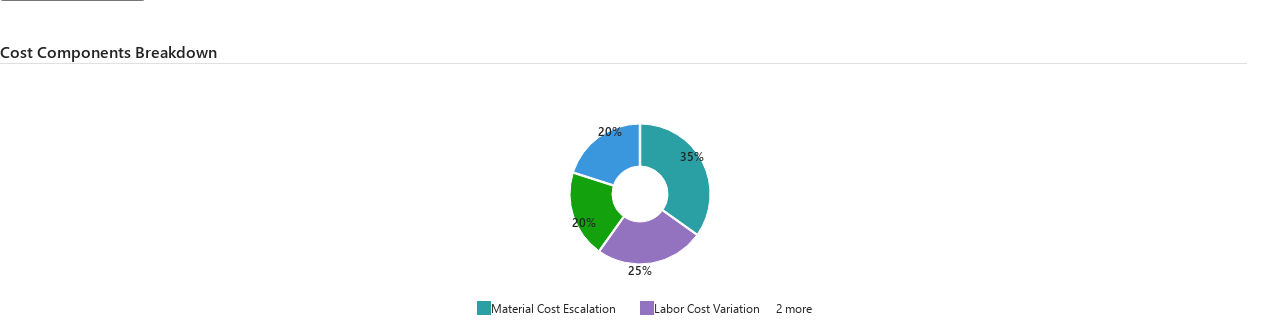 Cost Components Breakdown
20%
35%
20%
25%
Material Cost Escalation
Labor Cost Variation
2 more